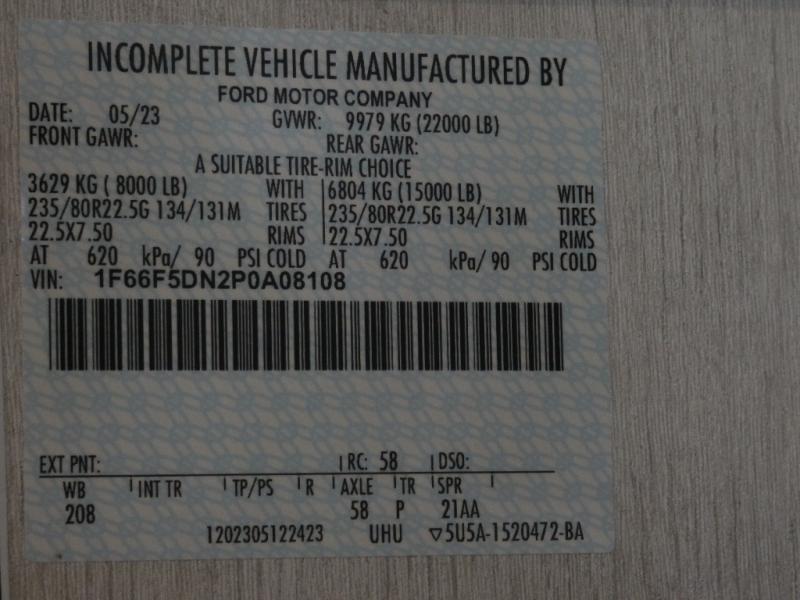 INCOMPLETE VEHICLE MANUFACTURED BY
FORD MOTOR COMPANY
DATE: 05/23 GVWR: 9979 KG (22000 LB)
FRONT GAWR: REAR GAWR:
A SUITABLE TIRE-RIM CHOICE
3629 KG ( 8000 LB) WITH 6804 KG (15000 LB) WITH
235/80R22.5G 134/131M TIRES 235/80R22.5G 134/131M TIRES
22.5X7.50 RIMS 22.5X7.50 RIMS
AT 620 kPa/ 90 PSI COLD AT 620 kPa/ 90 PSI COLD
VIN: 1F66F5DN2P0A08108
EXT PNT: RC: 58 DSO:
WB INT TR TP/PS R AXLE TR SPR
208 58 P 21AA
1202305122423 UHU ▽5U5A-1520472-BA